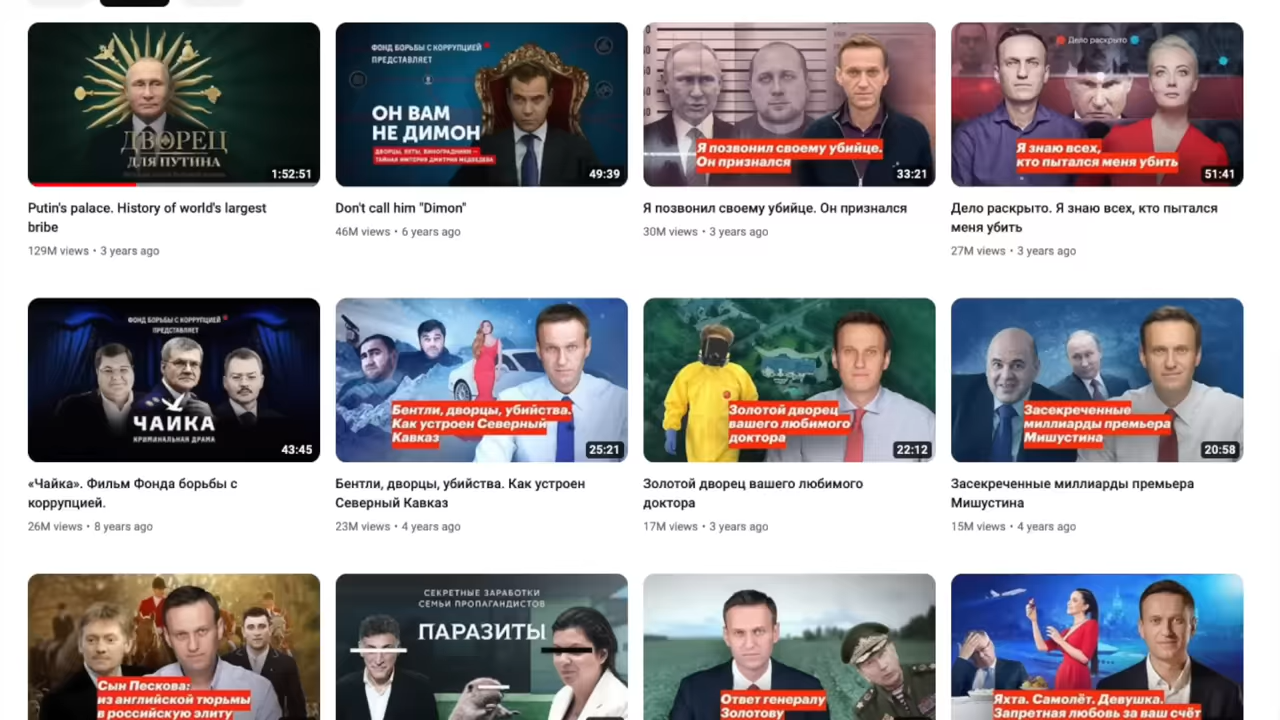 ДВОРЕЦ
ДЛЯ ПУТИНА
1:52:51
ФОНД БОРЬБЫ С КОРРУПЦИЕЙ
ПРЕДСТАВЛЯЕТ
ОН ВАМ
НЕ ДИМОН
ДВОРЦЫ, ЯХТЫ, ВИНОГРАДНИКИ —
ТАЙНАЯ ИМПЕРИЯ ДМИТРИЯ МЕДВЕДЕВА
49:39
Я позвонил своему убийце.
Он признался
33:21
Дело раскрыто
Я знаю всех,
кто пытался меня убить
51:41
Putin's palace. History of world's largest
bribe
129M views • 3 years ago
Don't call him "Dimon"
46M views • 6 years ago
Я позвонил своему убийце. Он признался
30M views • 3 years ago
Дело раскрыто. Я знаю всех, кто пытался
меня убить
27M views • 3 years ago
ФОНД БОРЬБЫ С КОРРУПЦИЕЙ
ПРЕДСТАВЛЯЕТ
ЧАЙКА
КРИМИНАЛЬНАЯ ДРАМА
43:45
Бентли, дворцы, убийства.
Как устроен Северный
Кавказ
25:21
Золотой дворец
вашего любимого
доктора
22:12
Засекреченные
миллиарды премьера
Мишустина
20:58
«Чайка». Фильм Фонда борьбы с
коррупцией.
26M views • 8 years ago
Бентли, дворцы, убийства. Как устроен
Северный Кавказ
23M views • 4 years ago
Золотой дворец вашего любимого
доктора
17M views • 3 years ago
Засекреченные миллиарды премьера
Мишустина
15M views • 4 years ago
Сын Пескова:
из английской тюрьмы
в российскую элиту
СЕКРЕТНЫЕ ЗАРАБОТКИ
СЕМЬИ ПРОПАГАНДИСТОВ
ПАРАЗИТЫ
Ответ генералу
Золотову
Яхта. Самолёт. Девушка.
Запретная любовь за ваш счёт